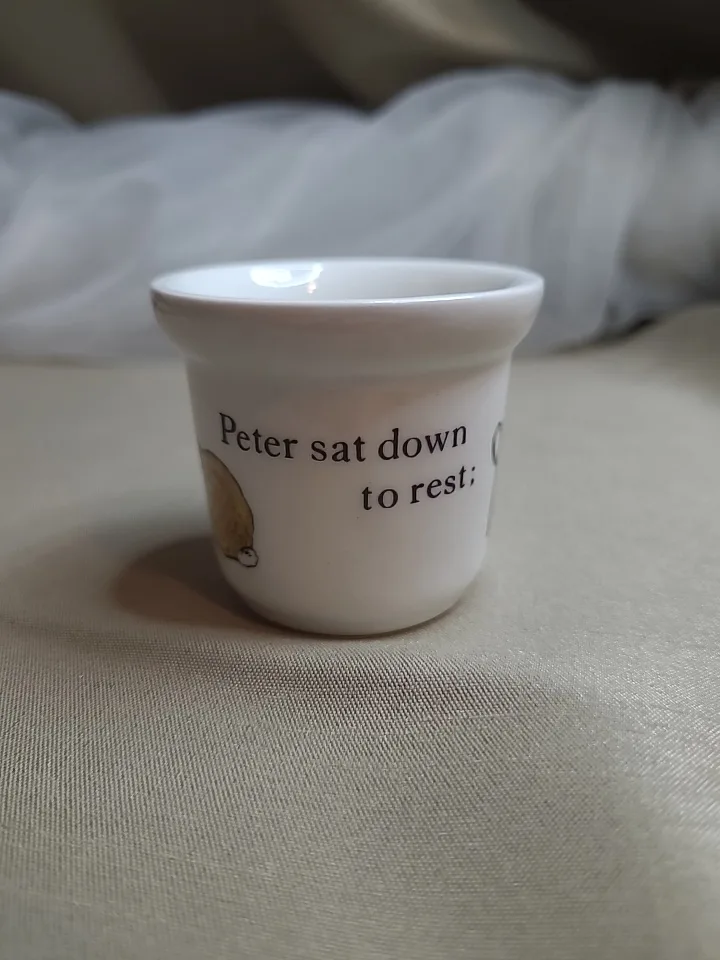 Peter sat down
to rest;